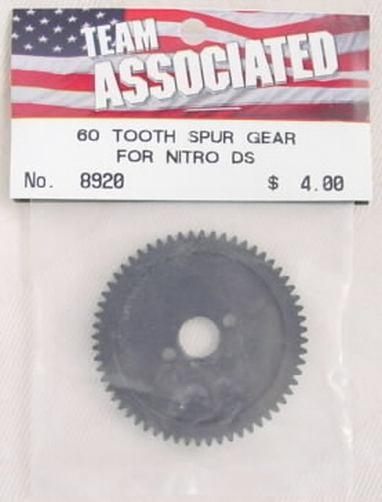 TEAM
ASSOCIATED
60 TOOTH SPUR GEAR
FOR NITRO DS
No. 8920 $ 4.00